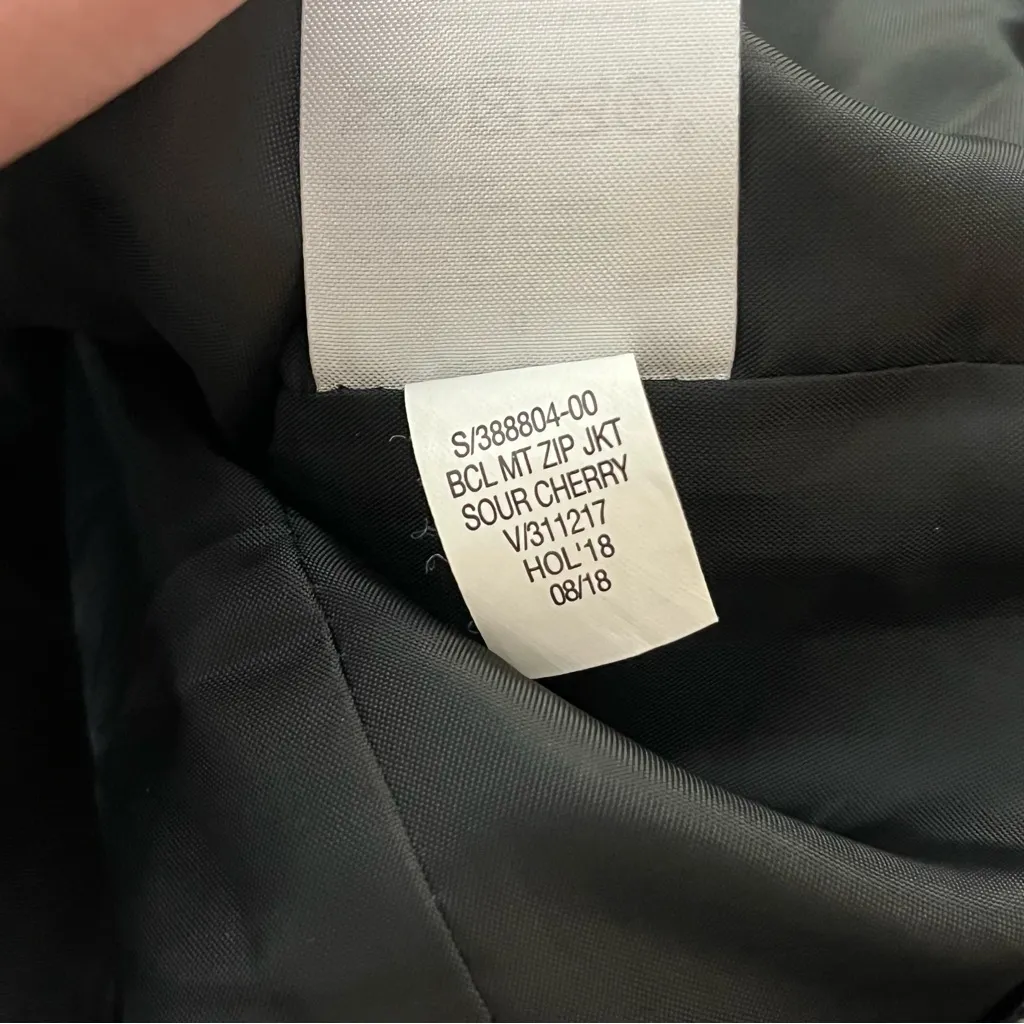 S/388804-00
BCL MT ZIP JKT
SOUR CHERRY
V/311217
HOL'18
08/18